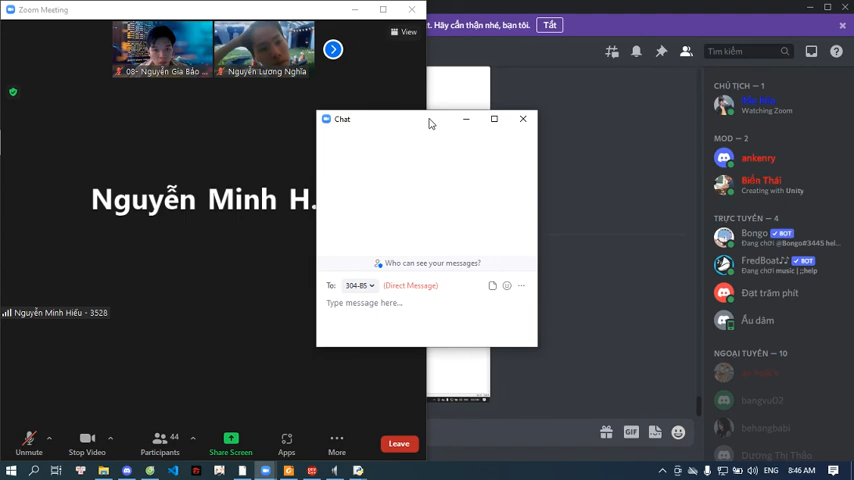 Zoom Meeting
. Hãy cẩn thận nhé, bạn tôi.
Tắt
View
08- Nguyễn Gia Bảo ...
Nguyễn Lương Nghĩa
Tìm kiếm
Chat
Nguyễn Minh H.
Who can see your messages?
To: 304-B5 (Direct Message)
Type message here...
Nguyễn Minh Hiếu - 3528
CHỦ TỊCH – 1
Watching Zoom
MOD – 2
ankenry
Biển Thái
Creating with Unity
TRỰC TUYẾN – 4
Bongo BOT
Đang chơi @Bongo#3445 hel...
FredBoat♪♪ BOT
Đang chơi music | ;;help
Đạt trăm phít
Ấu dâm
NGOẠI TUYẾN – 10
bangvu02
behangbabi
Dương Thị Thảo
GIF
44
Unmute
Stop Video
Participants
Share Screen
Apps
More
Leave
ENG
8:46 AM